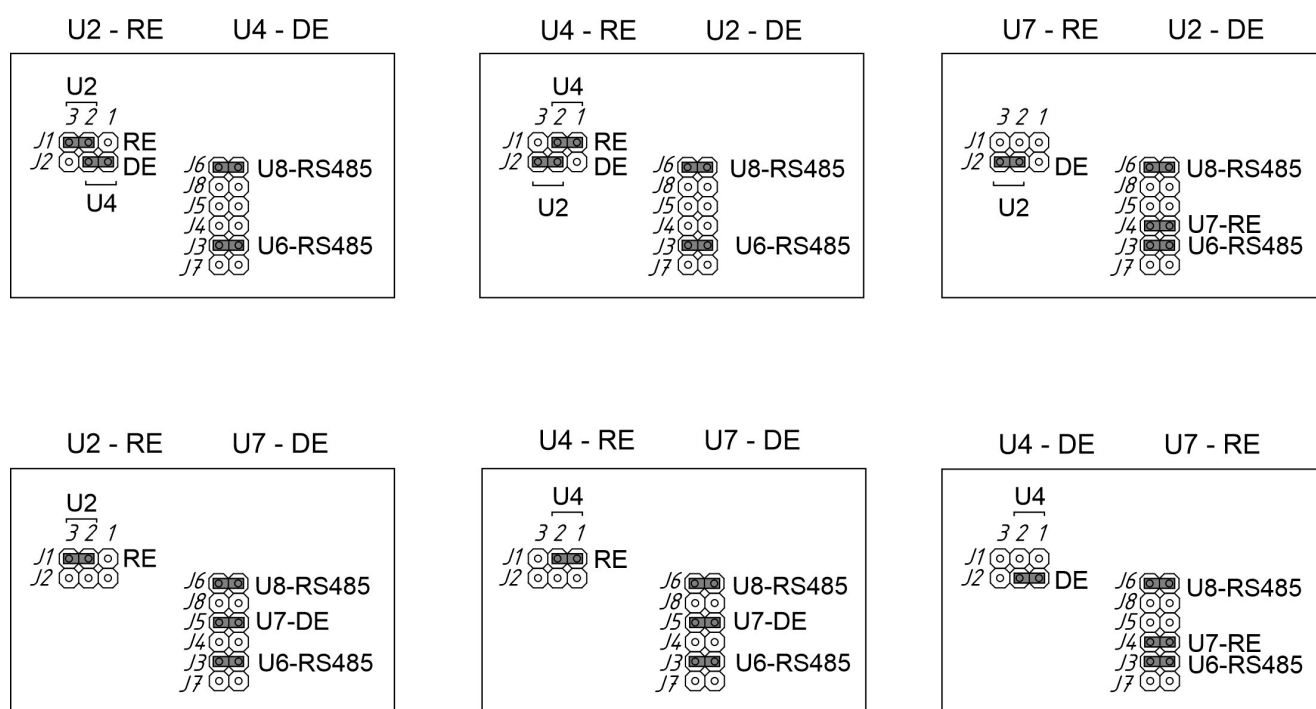 U2 - RE U4 - DE
U2
3 2 1
J1 RE
J2 DE
U4
J6 U8-RS485
J8
J5
J4
J3 U6-RS485
J7
U4 - RE U2 - DE
U4
3 2 1
J1 RE
J2 DE
U2
J6 U8-RS485
J8
J5
J4
J3 U6-RS485
J7
U7 - RE U2 - DE
3 2 1
J1
J2 DE
U2
J6 U8-RS485
J8
J5
J4 U7-RE
J3 U6-RS485
J7
U2 - RE U7 - DE
U2
3 2 1
J1 RE
J2
J6 U8-RS485
J8
J5 U7-DE
J4
J3 U6-RS485
J7
U4 - RE U7 - DE
U4
3 2 1
J1 RE
J2
J6 U8-RS485
J8
J5 U7-DE
J4
J3 U6-RS485
J7
U4 - DE U7 - RE
U4
3 2 1
J1
J2 DE
J6 U8-RS485
J8
J5
J4 U7-RE
J3 U6-RS485
J7